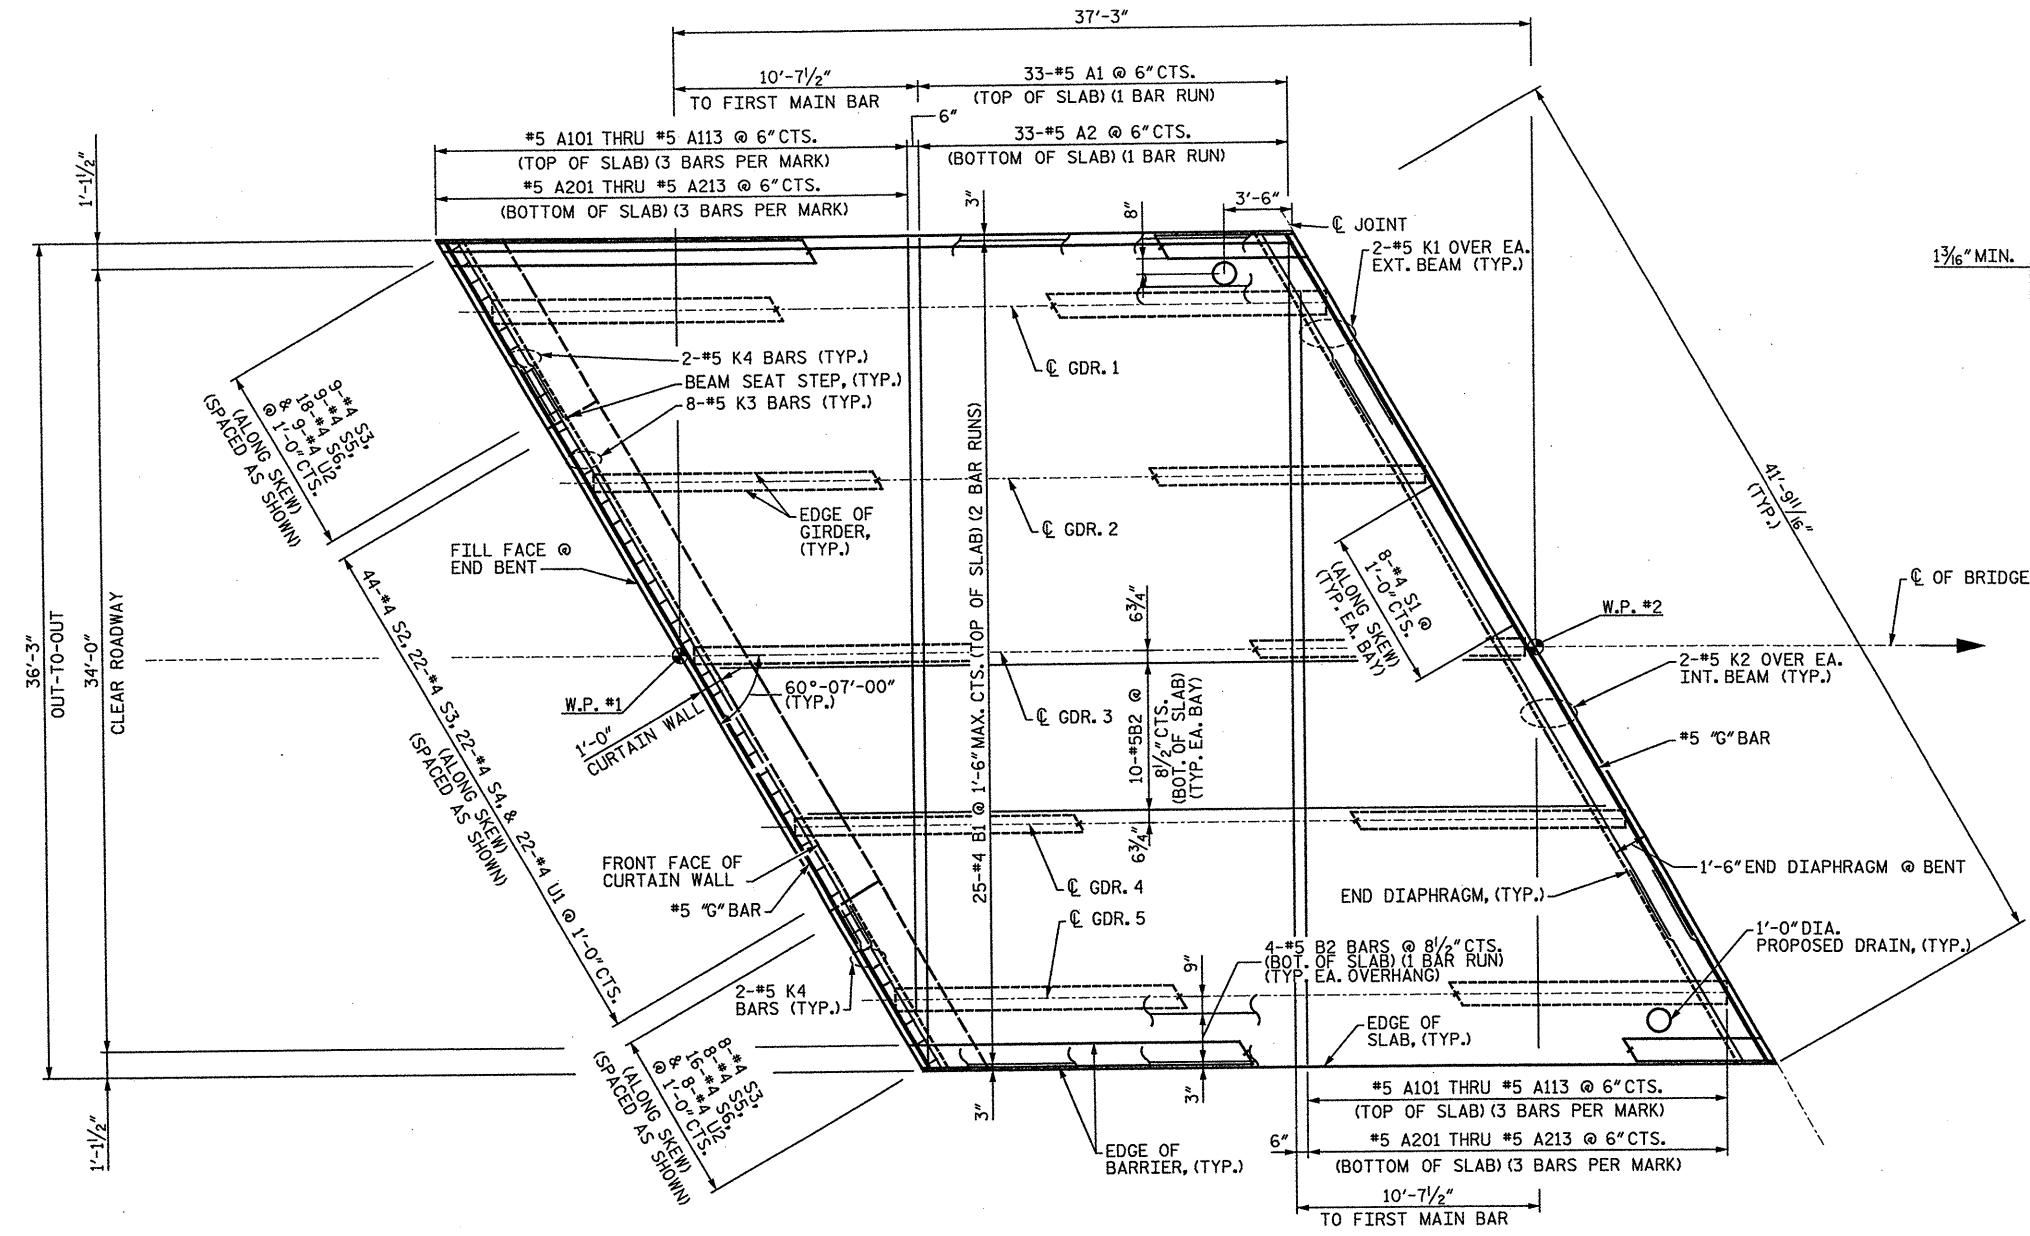 37'-3"
10'-7½"
TO FIRST MAIN BAR
33-#5 A1 @ 6"CTS.
(TOP OF SLAB) (1 BAR RUN)
6"
#5 A101 THRU #5 A113 @ 6"CTS.
(TOP OF SLAB) (3 BARS PER MARK)
33-#5 A2 @ 6"CTS.
(BOTTOM OF SLAB) (1 BAR RUN)
#5 A201 THRU #5 A213 @ 6"CTS.
(BOTTOM OF SLAB) (3 BARS PER MARK)
1'-1½"
3"
8"
3'-6"
℄ JOINT
2-#5 K1 OVER EA.
EXT. BEAM (TYP.)
1³⁄₁₆"MIN.
9-#4 S3,
9-#4 S5,
18-#4 S6,
& 9-#4 U2
@ 1'-0"CTS.
(ALONG SKEW)
(SPACED AS SHOWN)
2-#5 K4 BARS (TYP.)
BEAM SEAT STEP, (TYP.)
8-#5 K3 BARS (TYP.)
℄ GDR. 1
EDGE OF
GIRDER,
(TYP.)
℄ GDR. 2
41'-9¹¹⁄₁₆"
(TYP.)
FILL FACE @
END BENT
25-#4 B1 @ 1'-6"MAX. CTS. (TOP OF SLAB) (2 BAR RUNS)
8-#4 S1 @
1'-0"CTS.
(ALONG SKEW)
(TYP. EA. BAY)
℄ OF BRIDGE
W.P. #2
36'-3"
OUT-TO-OUT
34'-0"
CLEAR ROADWAY
44-#4 S2, 22-#4 S3, 22-#4 S4, & 22-#4 U1 @ 1'-0"CTS.
(ALONG SKEW)
(SPACED AS SHOWN)
W.P. #1
60°-07'-00"
(TYP.)
1'-0"
CURTAIN WALL
℄ GDR. 3
6¾"
10-#5B2 @
8½"CTS.
(BOT. OF SLAB)
(TYP. EA. BAY)
6¾"
2-#5 K2 OVER EA.
INT. BEAM (TYP.)
#5 "G"BAR
FRONT FACE OF
CURTAIN WALL
#5 "G"BAR
℄ GDR. 4
℄ GDR. 5
1'-6"END DIAPHRAGM @ BENT
END DIAPHRAGM, (TYP.)
1'-0"DIA.
PROPOSED DRAIN, (TYP.)
4-#5 B2 BARS @ 8½"CTS.
(BOT. OF SLAB) (1 BAR RUN)
(TYP. EA. OVERHANG)
9"
2-#5 K4
BARS (TYP.)
EDGE OF
SLAB, (TYP.)
8-#4 S3,
8-#4 S5,
16-#4 S6,
& 8-#4 U2
@ 1'-0"CTS.
(ALONG SKEW)
(SPACED AS SHOWN)
1'-1½"
3"
3"
EDGE OF
BARRIER, (TYP.)
#5 A101 THRU #5 A113 @ 6"CTS.
(TOP OF SLAB) (3 BARS PER MARK)
6"
#5 A201 THRU #5 A213 @ 6"CTS.
(BOTTOM OF SLAB) (3 BARS PER MARK)
10'-7½"
TO FIRST MAIN BAR